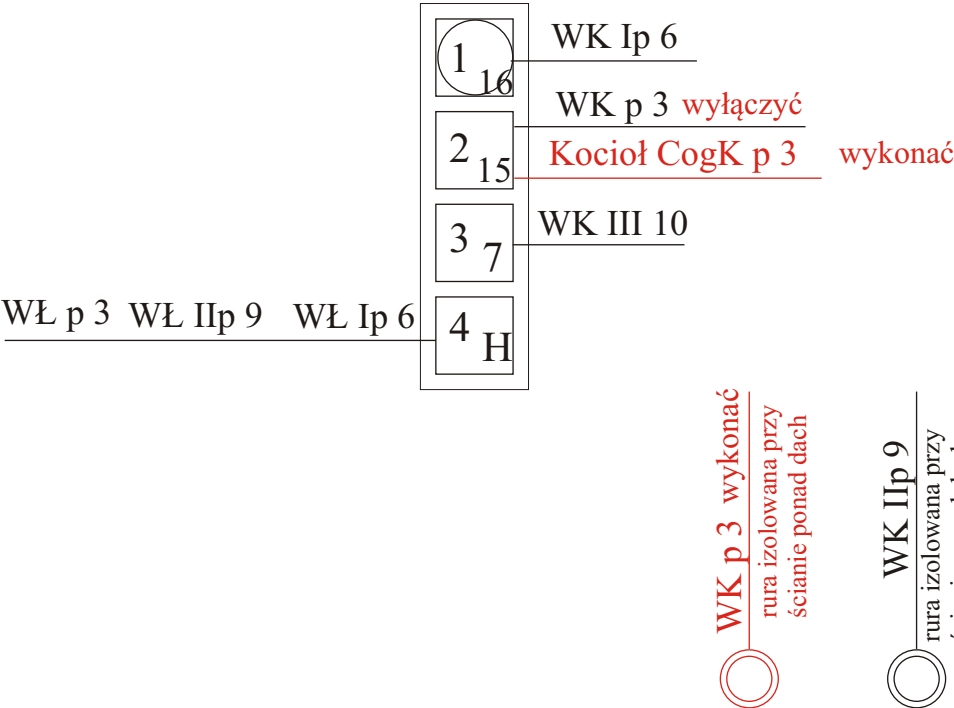 1 16
WK Ip 6
WK p 3 wyłączyć
2 15
Kocioł CogK p 3 wykonać
3 7
WK III 10
WŁ p 3 WŁ IIp 9 WŁ Ip 6
4 H
WK p 3 wykonać
rura izolowana przy
ścianie ponad dach
WK IIp 9
rura izolowana przy